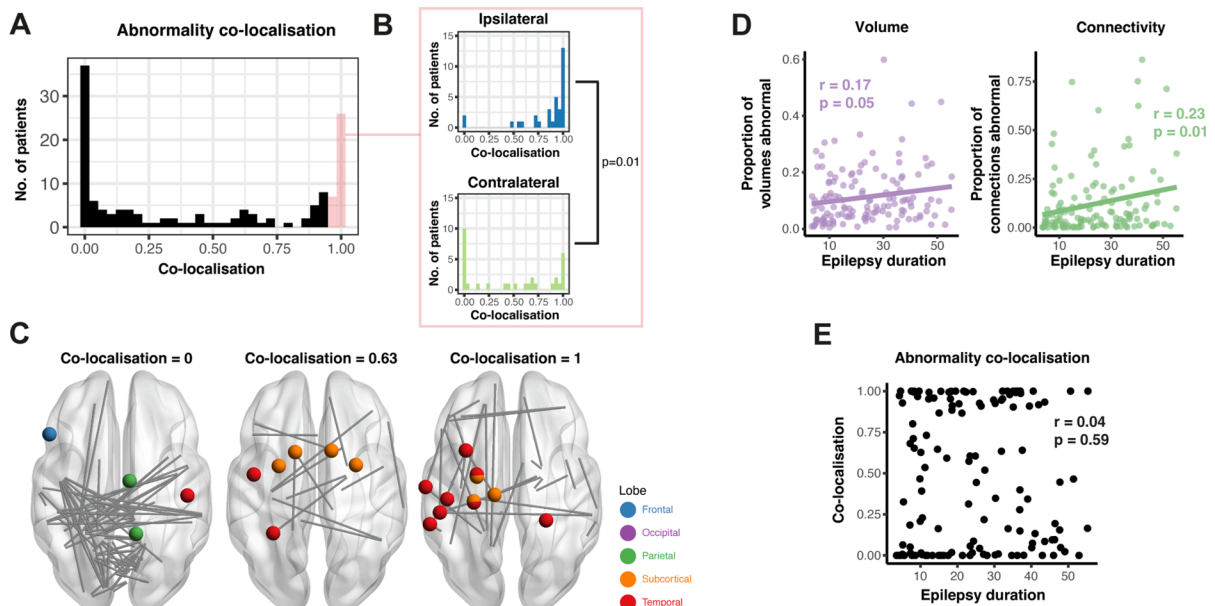 A
Abnormality co-localisation
No. of patients
30
20
10
0
0.00 0.25 0.50 0.75 1.00
Co-localisation
B
Ipsilateral
No. of patients
15
10
5
0
0.00 0.25 0.50 0.75 1.00
Co-localisation
p=0.01
Contralateral
No. of patients
15
10
5
0
0.00 0.25 0.50 0.75 1.00
Co-localisation
C
Co-localisation = 0
Co-localisation = 0.63
Co-localisation = 1
Lobe
Frontal
Occipital
Parietal
Subcortical
Temporal
D
Volume
Proportion of
volumes abnormal
0.6
0.4
0.2
0.0
r = 0.17
p = 0.05
10 30 50
Epilepsy duration
Connectivity
Proportion of
connections abnormal
0.75
0.50
0.25
0.00
r = 0.23
p = 0.01
10 30 50
Epilepsy duration
E
Abnormality co-localisation
Co-localisation
1.00
0.75
0.50
0.25
0.00
r = 0.04
p = 0.59
10 20 30 40 50
Epilepsy duration